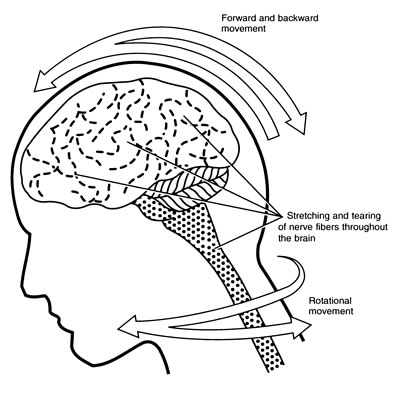 Forward and backward
movement
Stretching and tearing
of nerve fibers throughout
the brain
Rotational
movement